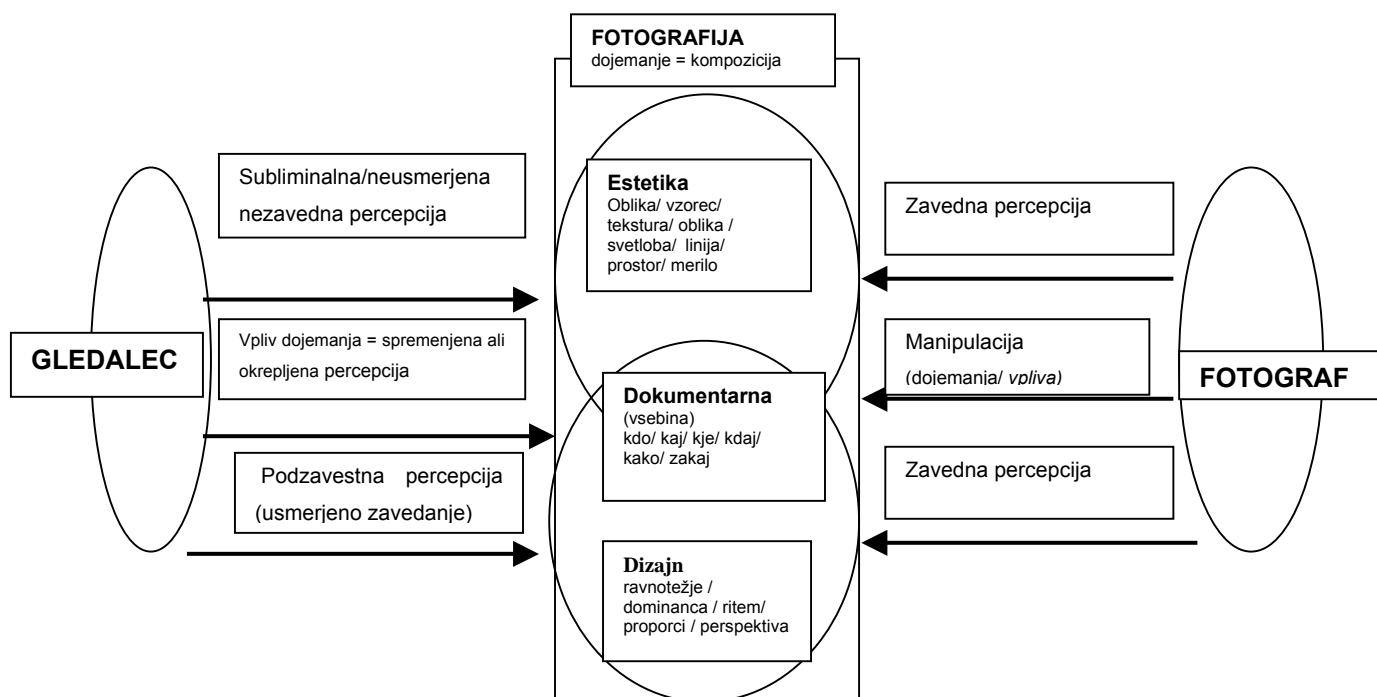 FOTOGRAFIJA
dojemanje = kompozicija
Subliminalna/neusmerjena
nezavedna percepcija
Estetika
Oblika/ vzorec/
tekstura/ oblika /
svetloba/ linija/
prostor/ merilo
Zavedna percepcija
GLEDALEC
Vpliv dojemanja = spremenjena ali
okrepljena percepcija
Manipulacija
(dojemanja/ vpliva)
FOTOGRAF
Dokumentarna
(vsebina)
kdo/ kaj/ kje/ kdaj/
kako/ zakaj
Podzavestna percepcija
(usmerjeno zavedanje)
Zavedna percepcija
Dizajn
ravnotežje /
dominanca / ritem/
proporci / perspektiva